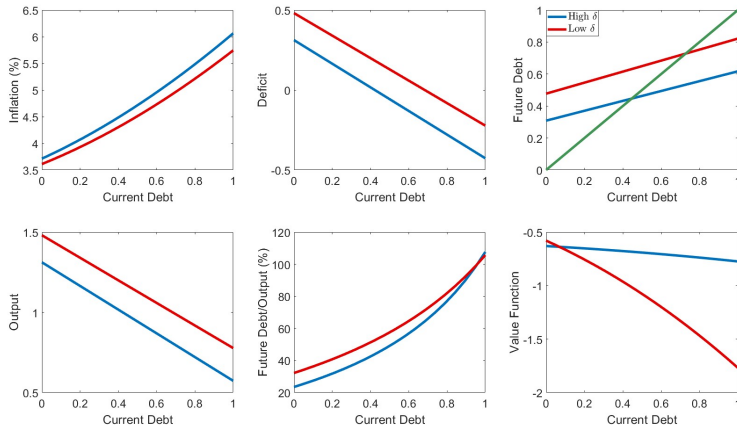 6.5
6
5.5
5
4.5
4
3.5
Inflation (%)
0 0.2 0.4 0.6 0.8 1
Current Debt
0.5
0
-0.5
Deficit
0 0.2 0.4 0.6 0.8 1
Current Debt
High δ
Low δ
1
0.8
0.6
0.4
0.2
0
Future Debt
0 0.2 0.4 0.6 0.8 1
Current Debt
1.5
1
0.5
Output
0 0.2 0.4 0.6 0.8 1
Current Debt
120
100
80
60
40
20
Future Debt/Output (%)
0 0.2 0.4 0.6 0.8 1
Current Debt
-0.5
-1
-1.5
-2
Value Function
0 0.2 0.4 0.6 0.8 1
Current Debt